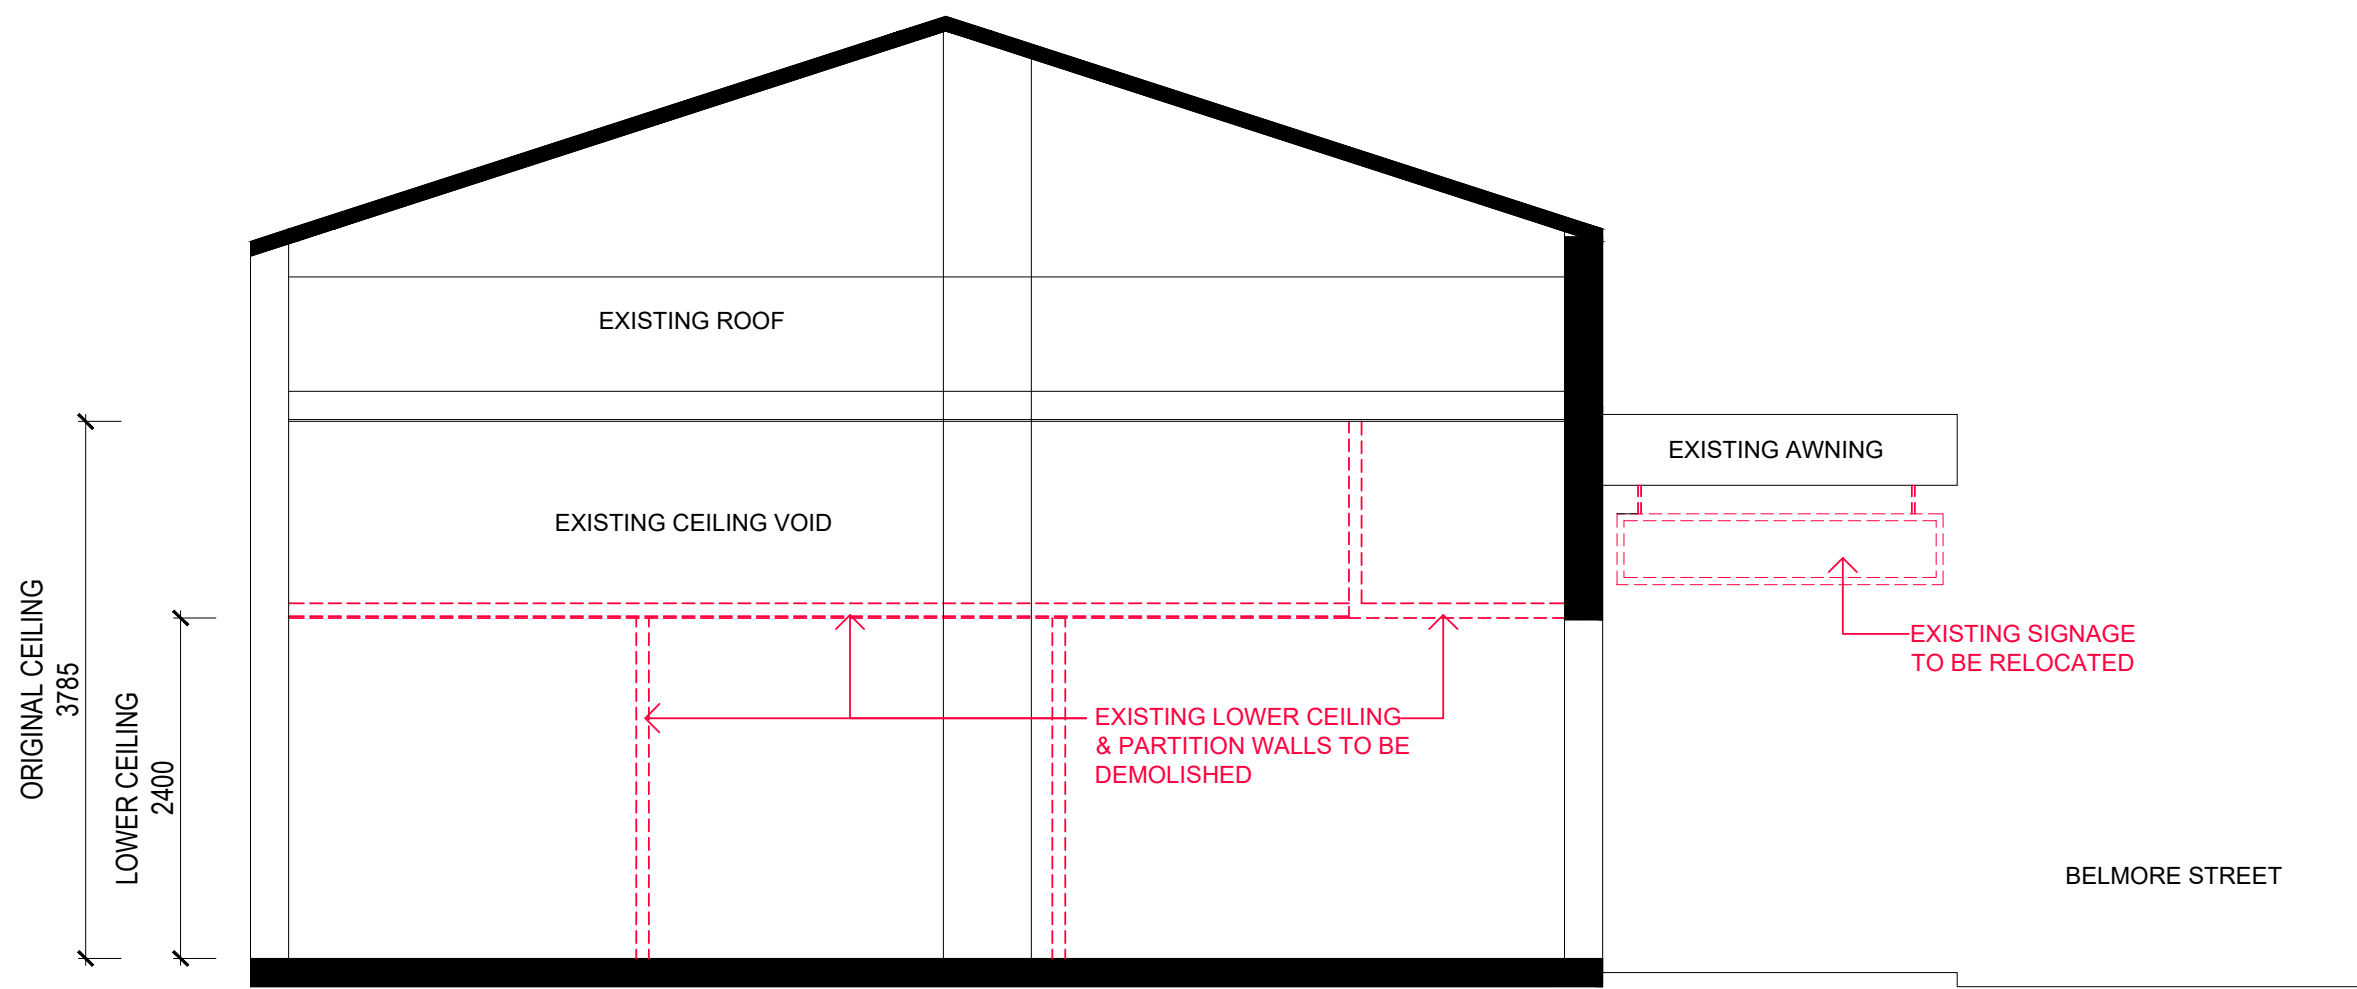 EXISTING ROOF
EXISTING AWNING
EXISTING CEILING VOID
ORIGINAL CEILING
3785
LOWER CEILING
2400
EXISTING SIGNAGE
TO BE RELOCATED
EXISTING LOWER CEILING
& PARTITION WALLS TO BE
DEMOLISHED
BELMORE STREET